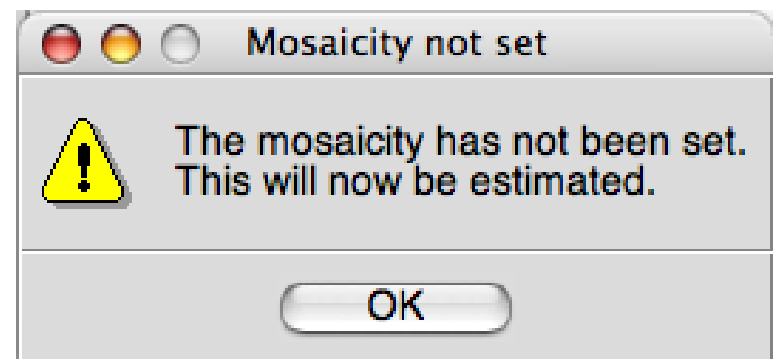 Mosaicity not set
The mosaicity has not been set.
This will now be estimated.
OK